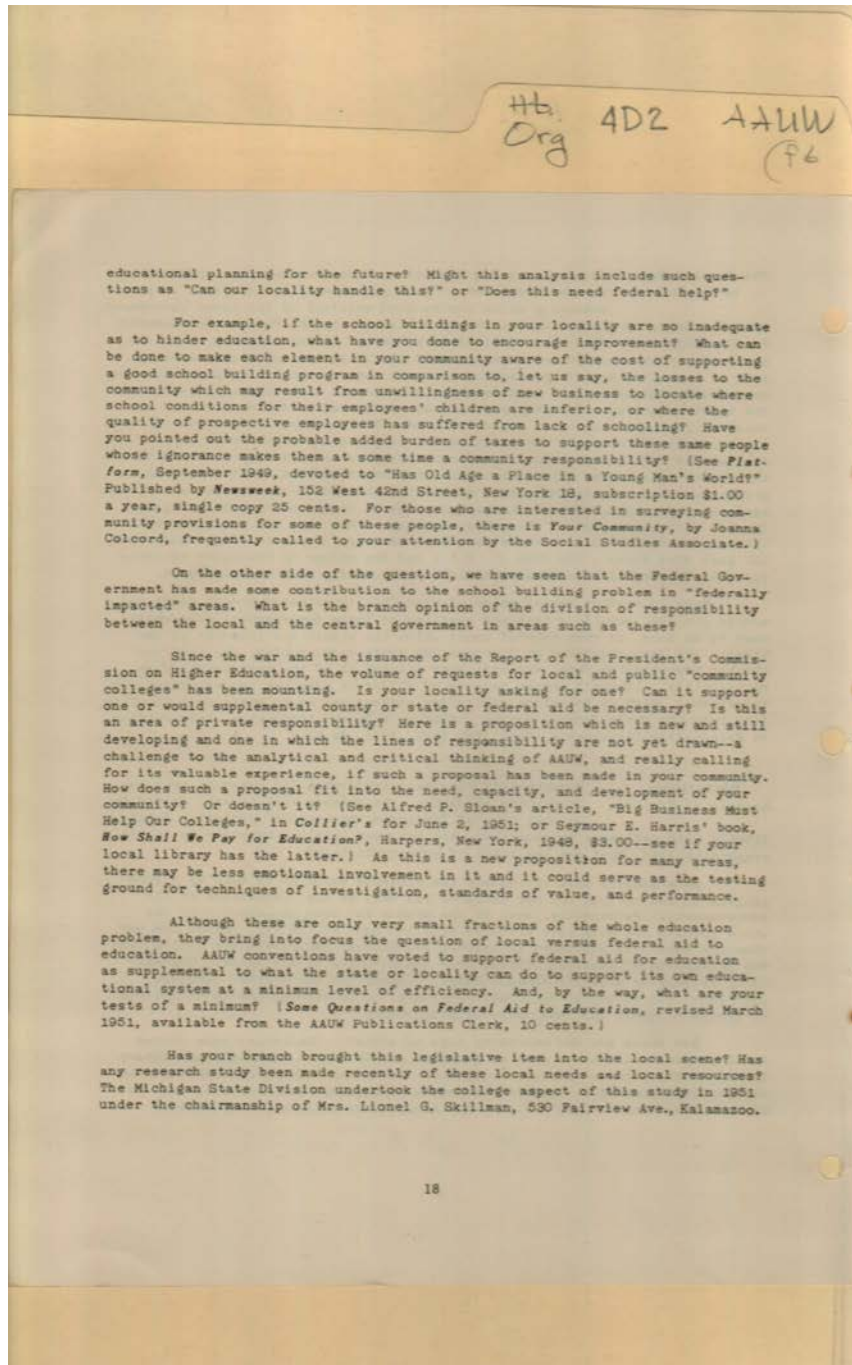 Hb.
Org 4D2 AAUW
(f6
educational planning for the future? Might this analysis include such ques-
tions as "Can our locality handle this?" or "Does this need federal help?"
For example, if the school buildings in your locality are so inadequate
as to hinder education, what have you done to encourage improvement? What can
be done to make each element in your community aware of the cost of supporting
a good school building program in comparison to, let us say, the losses to the
community which may result from unwillingness of new business to locate where
school conditions for their employees' children are inferior, or where the
quality of prospective employees has suffered from lack of schooling? Have
you pointed out the probable added burden of taxes to support these same people
whose ignorance makes them at some time a community responsibility? (See Plat-
form, September 1949, devoted to "Has Old Age a Place in a Young Man's World?"
Published by Newsweek, 152 West 42nd Street, New York 18, subscription $1.00
a year, single copy 25 cents. For those who are interested in surveying com-
munity provisions for some of these people, there is Your Community, by Joanna
Colcord, frequently called to your attention by the Social Studies Associate.)
On the other side of the question, we have seen that the Federal Gov-
ernment has made some contribution to the school building problem in "federally
impacted" areas. What is the branch opinion of the division of responsibility
between the local and the central government in areas such as these?
Since the war and the issuance of the Report of the President's Commis-
sion on Higher Education, the volume of requests for local and public "community
colleges" has been mounting. Is your locality asking for one? Can it support
one or would supplemental county or state or federal aid be necessary? Is this
an area of private responsibility? Here is a proposition which is new and still
developing and one in which the lines of responsibility are not yet drawn--a
challenge to the analytical and critical thinking of AAUW, and really calling
for its valuable experience, if such a proposal has been made in your community.
How does such a proposal fit into the need, capacity, and development of your
community? Or doesn't it? (See Alfred P. Sloan's article, "Big Business Must
Help Our Colleges," in Collier's for June 2, 1951; or Seymour E. Harris' book,
How Shall We Pay for Education?, Harpers, New York, 1948, $3.00--see if your
local library has the latter.) As this is a new proposition for many areas,
there may be less emotional involvement in it and it could serve as the testing
ground for techniques of investigation, standards of value, and performance.
Although these are only very small fractions of the whole education
problem, they bring into focus the question of local versus federal aid to
education. AAUW conventions have voted to support federal aid for education
as supplemental to what the state or locality can do to support its own educa-
tional system at a minimum level of efficiency. And, by the way, what are your
tests of a minimum? (Some Questions on Federal Aid to Education, revised March
1951, available from the AAUW Publications Clerk, 10 cents.)
Has your branch brought this legislative item into the local scene? Has
any research study been made recently of these local needs and local resources?
The Michigan State Division undertook the college aspect of this study in 1951
under the chairmanship of Mrs. Lionel G. Skillman, 530 Fairview Ave., Kalamazoo.
18